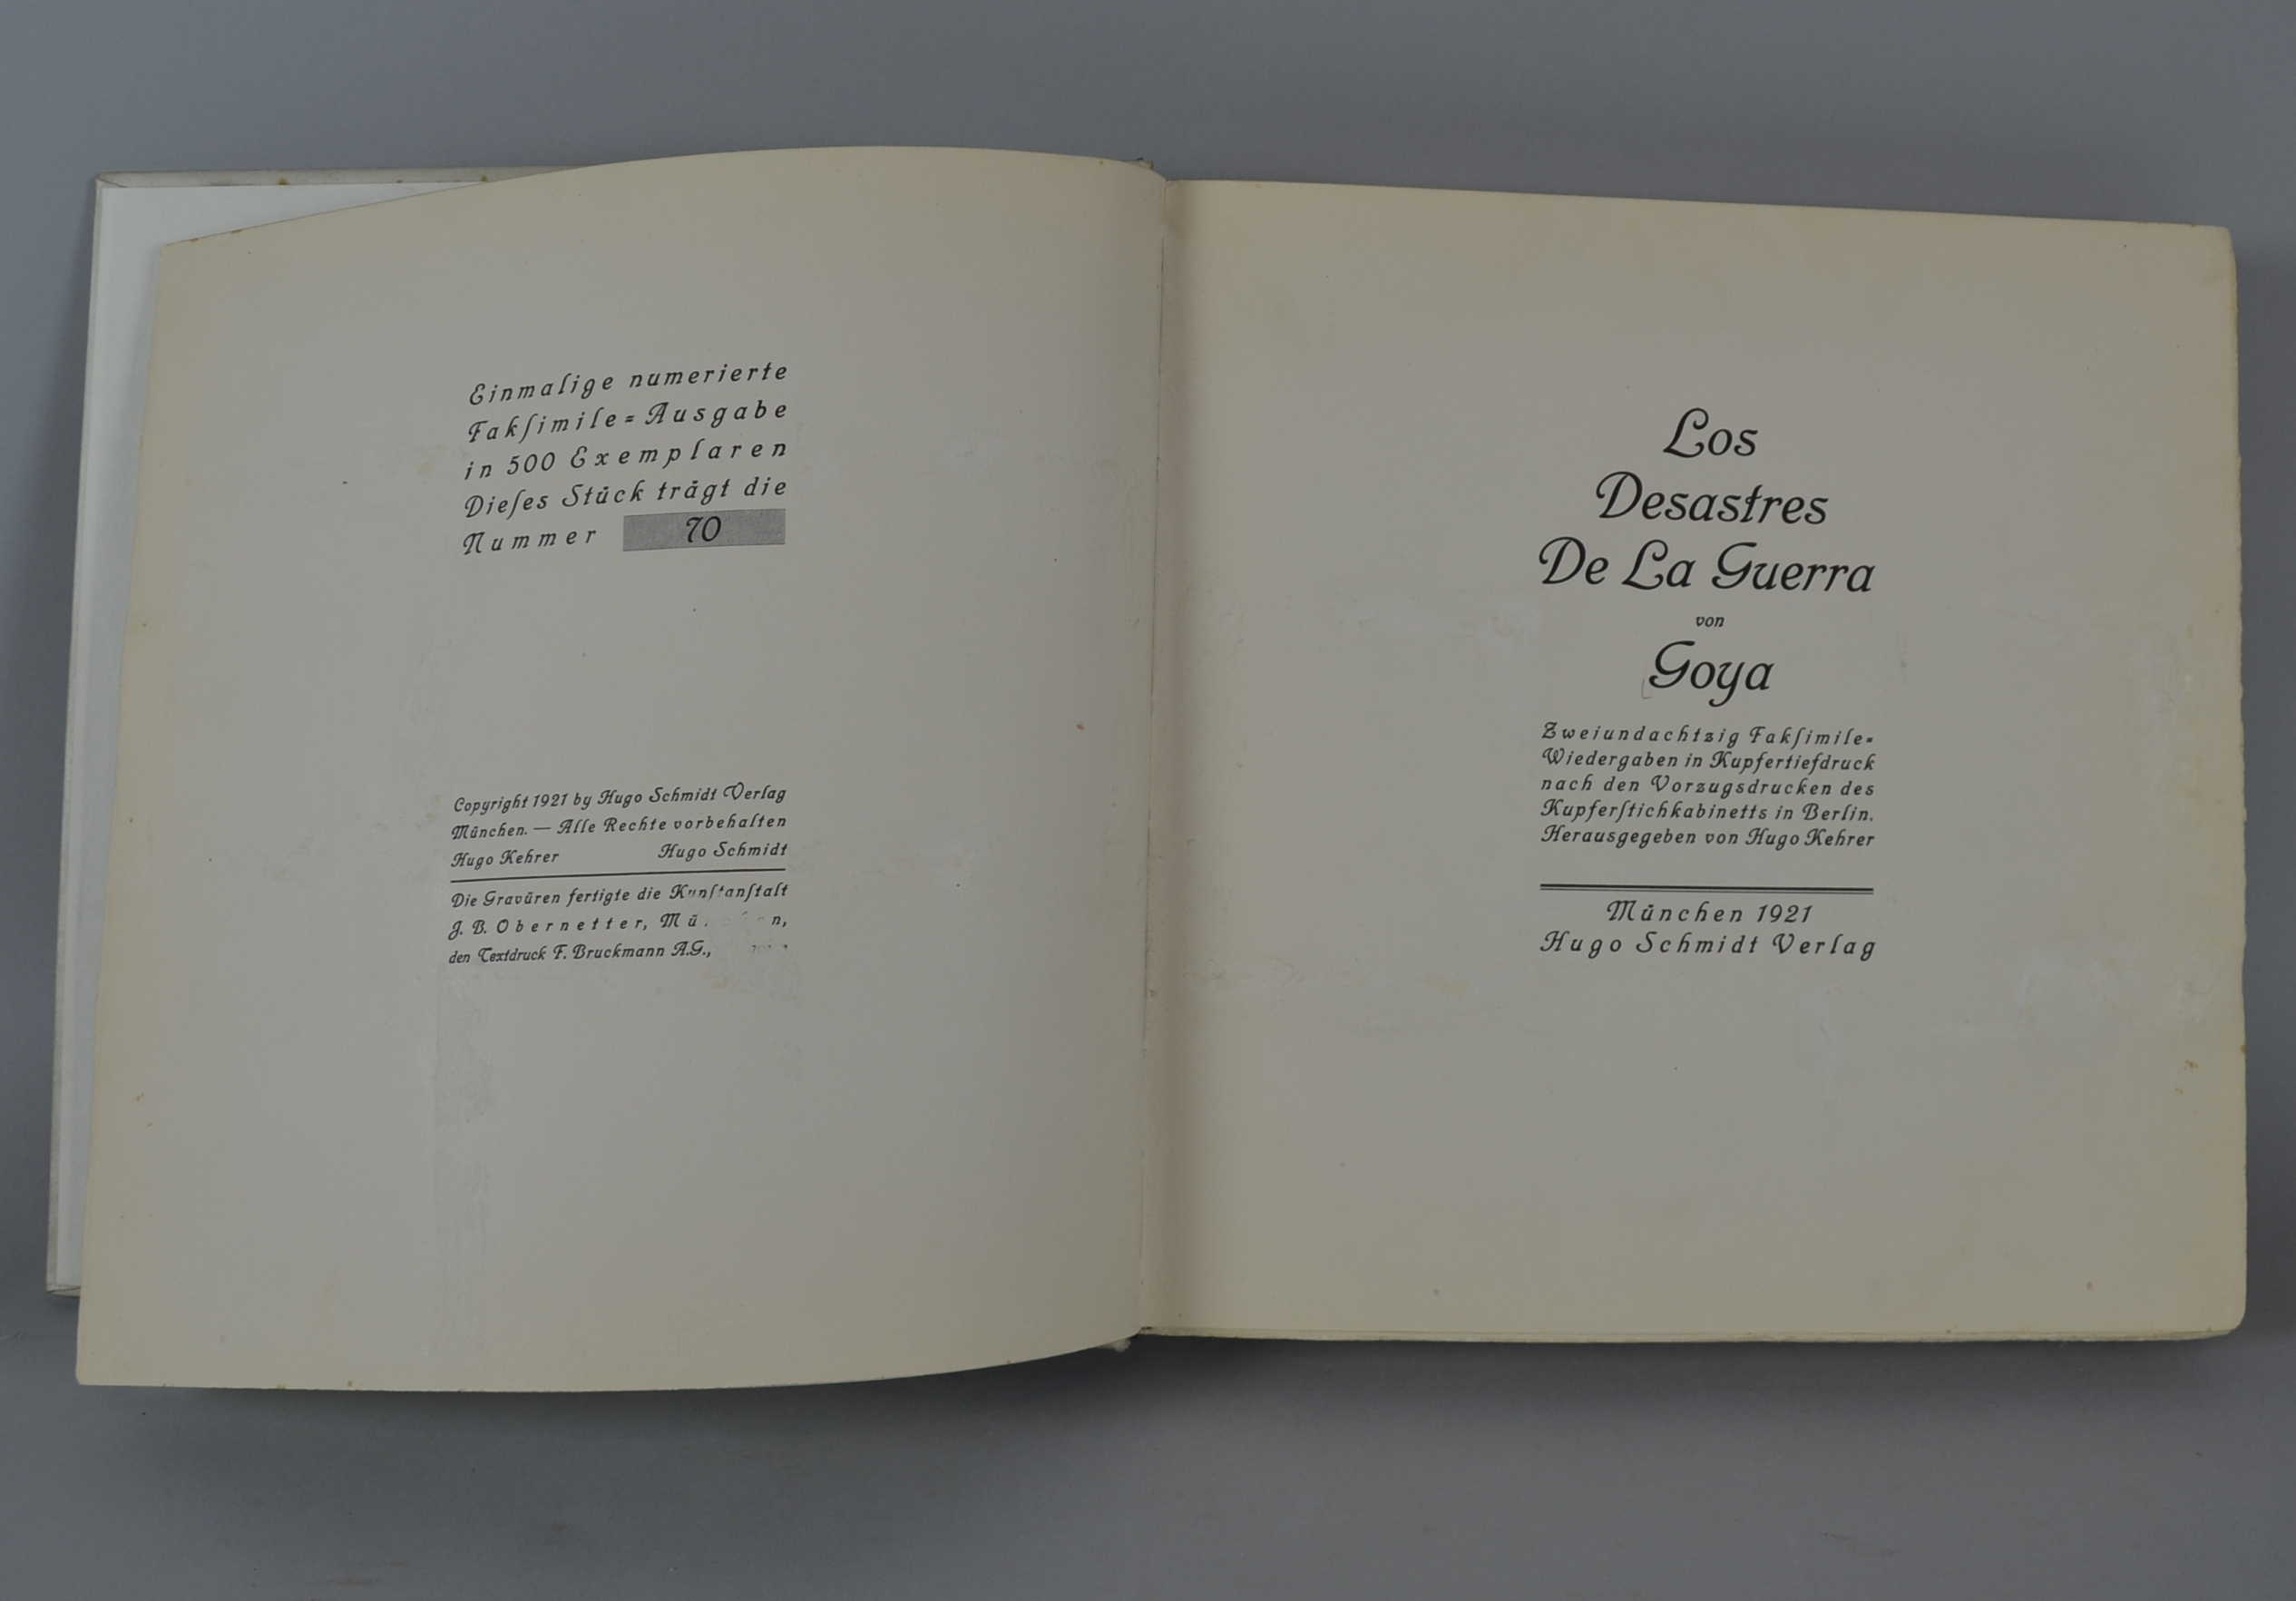 Einmalige numerierte
Fakſimile=Ausgabe
in 500 Exemplaren
Dieſes Stück trägt die
Nummer 70
Copyright 1921 by Hugo Schmidt Verlag
München. — Alle Rechte vorbehalten
Hugo Kehrer Hugo Schmidt
Die Gravüren fertigte die Kunſtanſtalt
J. B. Obernetter,
den Textdruck F. Bruckmann A.G.,
Los
Desastres
De La Guerra
von
Goya
Zweiundachtzig Fakſimile=
Wiedergaben in Kupfertiefdruck
nach den Vorzugsdrucken des
Kupferſtichkabinetts in Berlin.
Herausgegeben von Hugo Kehrer
München 1921
Hugo Schmidt Verlag